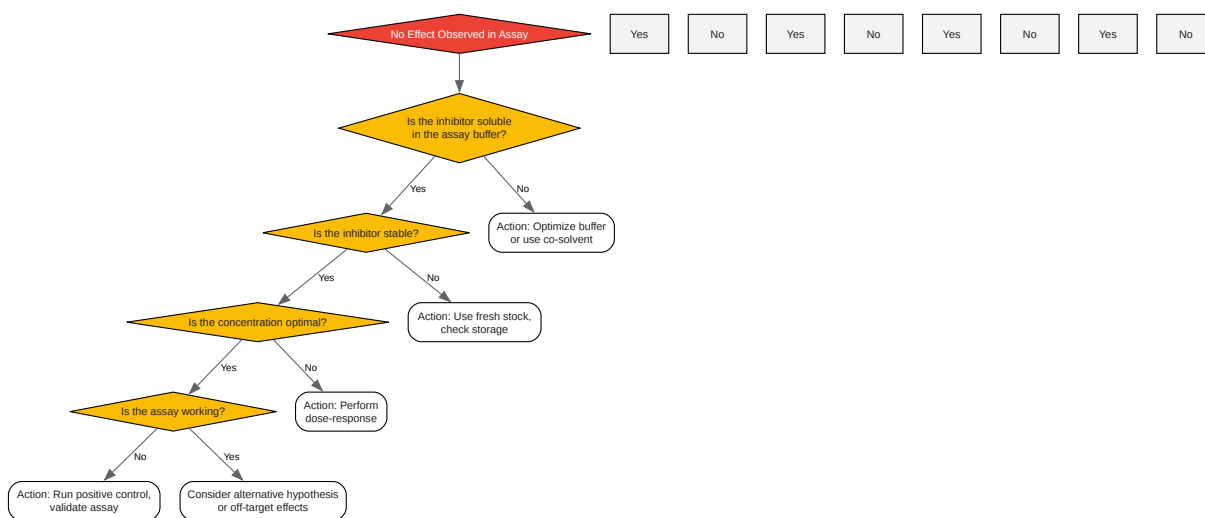 No Effect Observed in Assay
Yes
No
Yes
No
Yes
No
Yes
No
Is the inhibitor soluble
in the assay buffer?
Yes
No
Is the inhibitor stable?
Action: Optimize buffer
or use co-solvent
Yes
No
Is the concentration optimal?
Action: Use fresh stock,
check storage
Yes
No
Is the assay working?
Action: Perform
dose-response
No
Yes
Action: Run positive control,
validate assay
Consider alternative hypothesis
or off-target effects